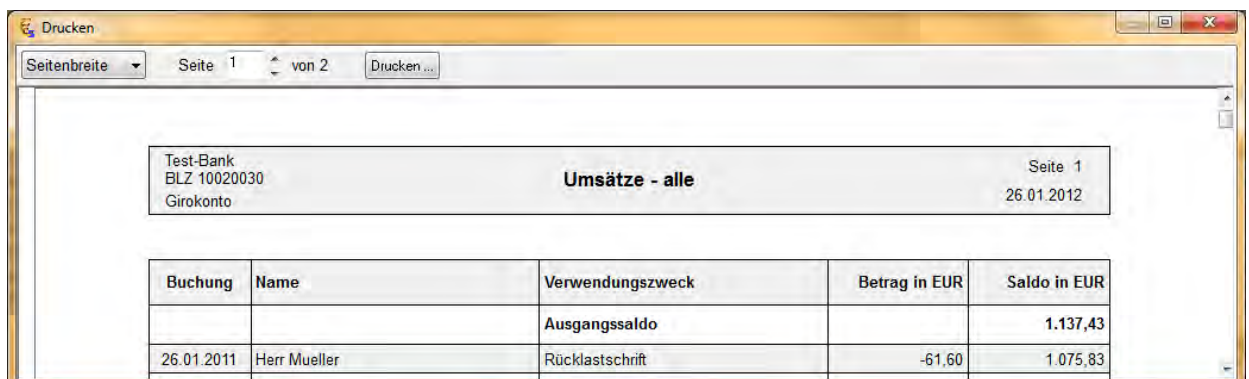 Drucken
Seitenbreite Seite 1 von 2 Drucken ...
Test-Bank
BLZ 10020030
Girokonto
Umsätze - alle
Seite 1
26.01.2012
Buchung Name Verwendungszweck Betrag in EUR Saldo in EUR
Ausgangssaldo 1.137,43
26.01.2011 Herr Mueller Rücklastschrift -61,60 1.075,83